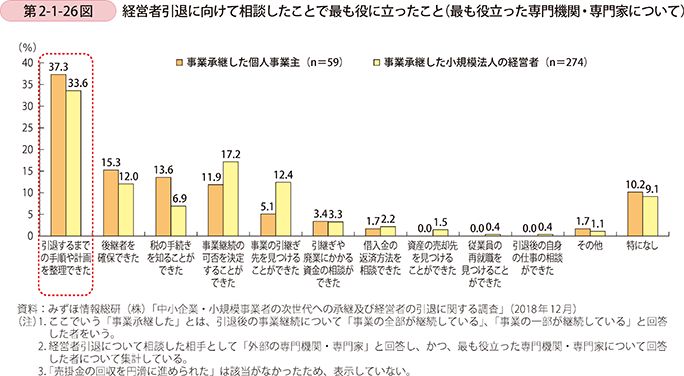 第2-1-26図 経営者引退に向けて相談したことで最も役に立ったこと（最も役立った専門機関・専門家について）
(%)
■ 事業承継した個人事業主（n＝59） ■ 事業承継した小規模法人の経営者（n＝274）
40
35
30
25
20
15
10
5
0
37.3 33.6
15.3 12.0
13.6 6.9
11.9 17.2
5.1 12.4
3.4 3.3
1.7 2.2
0.0 1.5
0.0 0.4
0.0 0.4
1.7 1.1
10.2 9.1
引退するまで
の手順や計画
を整理できた
後継者を
確保できた
税の手続き
を知ることが
できた
事業継続の
可否を決定
することが
できた
事業の引継ぎ
先を見つける
ことができた
引継ぎや
廃業にかかる
資金の相談が
できた
借入金の
返済方法を
相談できた
資産の売却先
を見つける
ことができた
従業員の
再就職を
見つけること
ができた
引退後の自身
の仕事の相談
ができた
その他
特になし
資料：みずほ情報総研（株）「中小企業・小規模事業者の次世代への承継及び経営者の引退に関する調査」（2018年12月）
（注）1. ここでいう「事業承継した」とは、引退後の事業継続について「事業の全部が継続している」、「事業の一部が継続している」と回答
した者をいう。
2. 経営者引退について相談した相手として「外部の専門機関・専門家」と回答し、かつ、最も役立った専門機関・専門家について回答
した者について集計している。
3.「売掛金の回収を円滑に進められた」は該当がなかったため、表示していない。